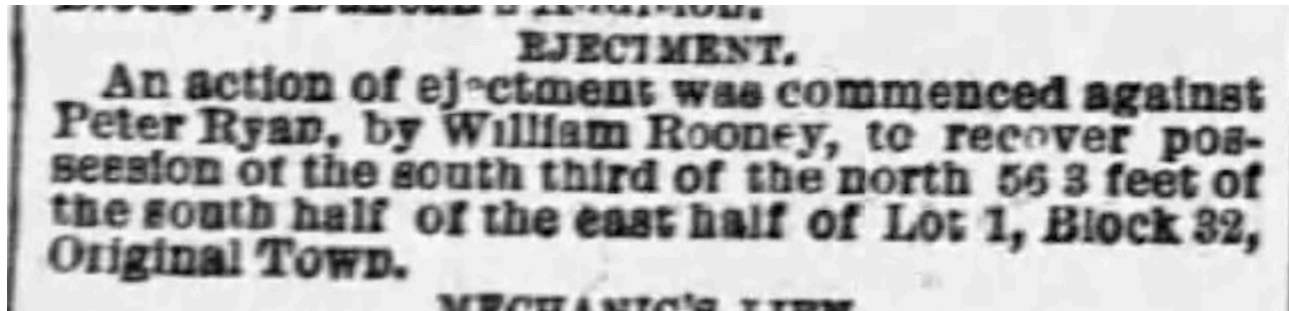 EJECTMENT.
An action of ejectment was commenced against
Peter Ryan, by William Rooney, to recover pos-
session of the south third of the north 56 3 feet of
the south half of the east half of Lot 1, Block 32,
Original Town.
MECHANIC'S LIEN